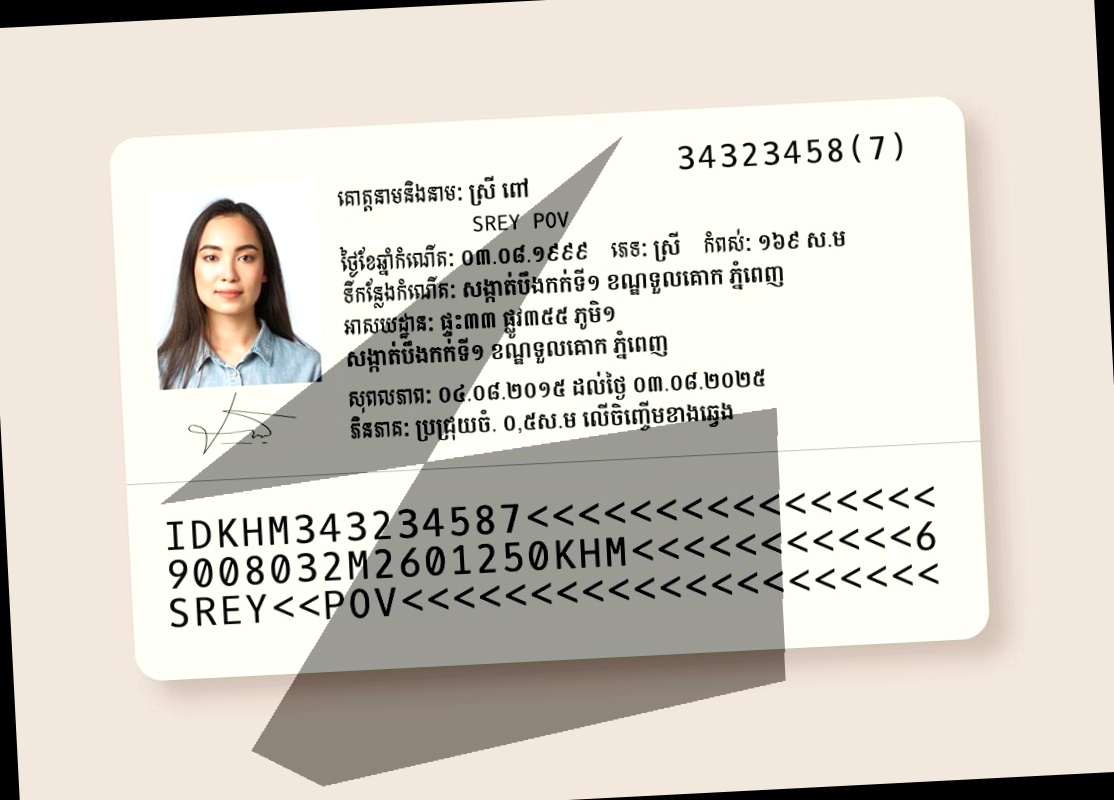 34323458(7)
គោត្តនាមនិងនាម: ស្រី ពៅ
SREY POV
ថ្ងៃខែឆ្នាំកំណើត: ០៣.០៨.១៩៩៩ ភេទ: ស្រី កំពស់: ១៦៩ ស.ម
ទីកន្លែងកំណើត: សង្កាត់បឹងកក់ទី១ ខណ្ឌទួលគោក ភ្នំពេញ
អាសយដ្ឋាន: ផ្ទះ៣៣ ផ្លូវ៣៥៥ ភូមិ១
សង្កាត់បឹងកក់ទី១ ខណ្ឌទួលគោក ភ្នំពេញ
សុពលភាព: ០៤.០៨.២០១៥ ដល់ថ្ងៃ ០៣.០៨.២០២៥
ភិនភាគ: ប្រជ្រុយចំ. ០,៥ស.ម លើចិញ្ចើមខាងឆ្វេង
IDKHM343234587<<<<<<<<<<<<<<<<
9008032M2601250KHM<<<<<<<<<<<6
SREY<<POV<<<<<<<<<<<<<<<<<<<<<